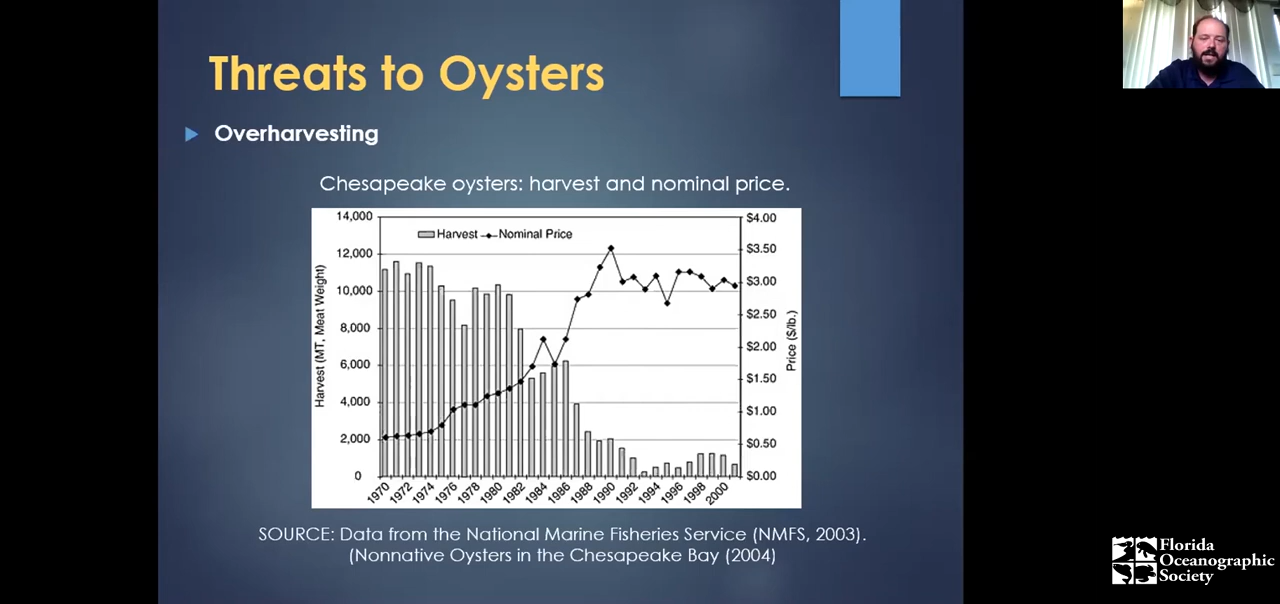 Threats to Oysters
Overharvesting
Chesapeake oysters: harvest and nominal price.
Harvest
Nominal Price
14,000
12,000
10,000
8,000
6,000
4,000
2,000
0
Harvest (MT, Meat Weight)
$4.00
$3.50
$3.00
$2.50
$2.00
$1.50
$1.00
$0.50
$0.00
Price ($/lb.)
1970
1972
1974
1976
1978
1980
1982
1984
1986
1988
1990
1992
1994
1996
1998
2000
SOURCE: Data from the National Marine Fisheries Service (NMFS, 2003).
(Nonnative Oysters in the Chesapeake Bay (2004)
Florida
Oceanographic
Society